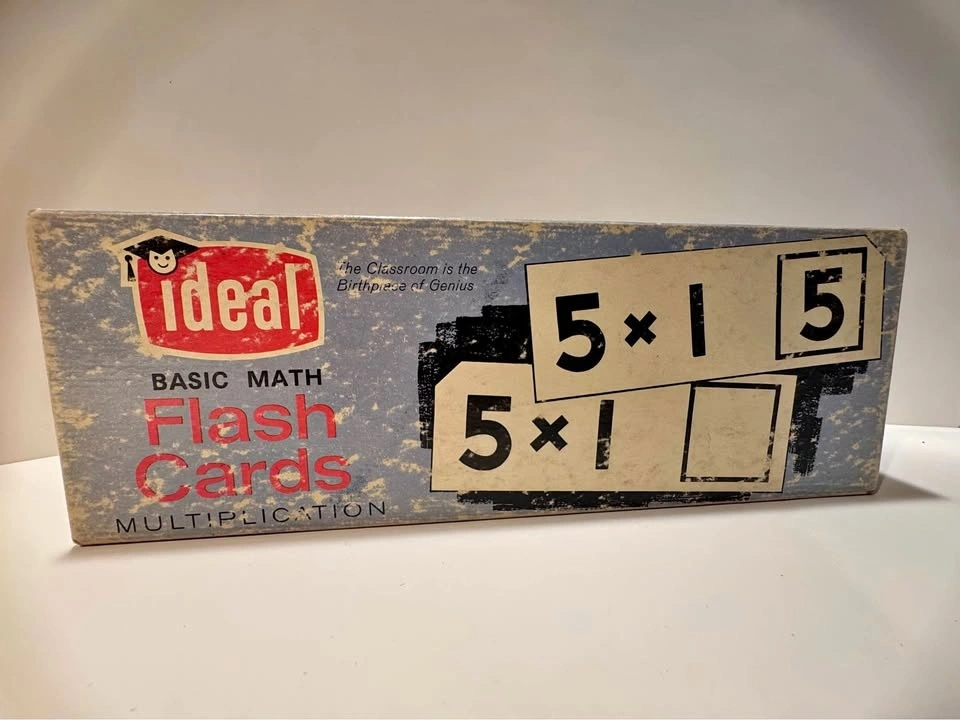 ideal
The Classroom is the
Birthplace of Genius
BASIC MATH
Flash
Cards
MULTIPLICATION
5 × 1 5
5 × 1